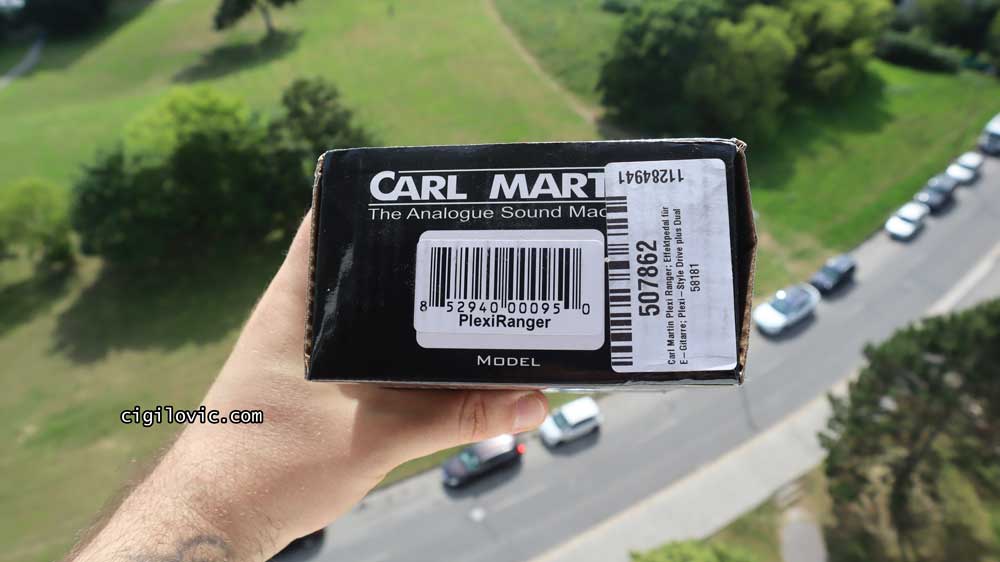 CARL MART
The Analogue Sound Mac
8 52940 00095 0
PlexiRanger
MODEL
11284941
507862
Carl Martin Plexi Ranger; Effektpedal für
E-Gitarre; Plexi-Style Drive plus Dual
58181
cigilovic.com